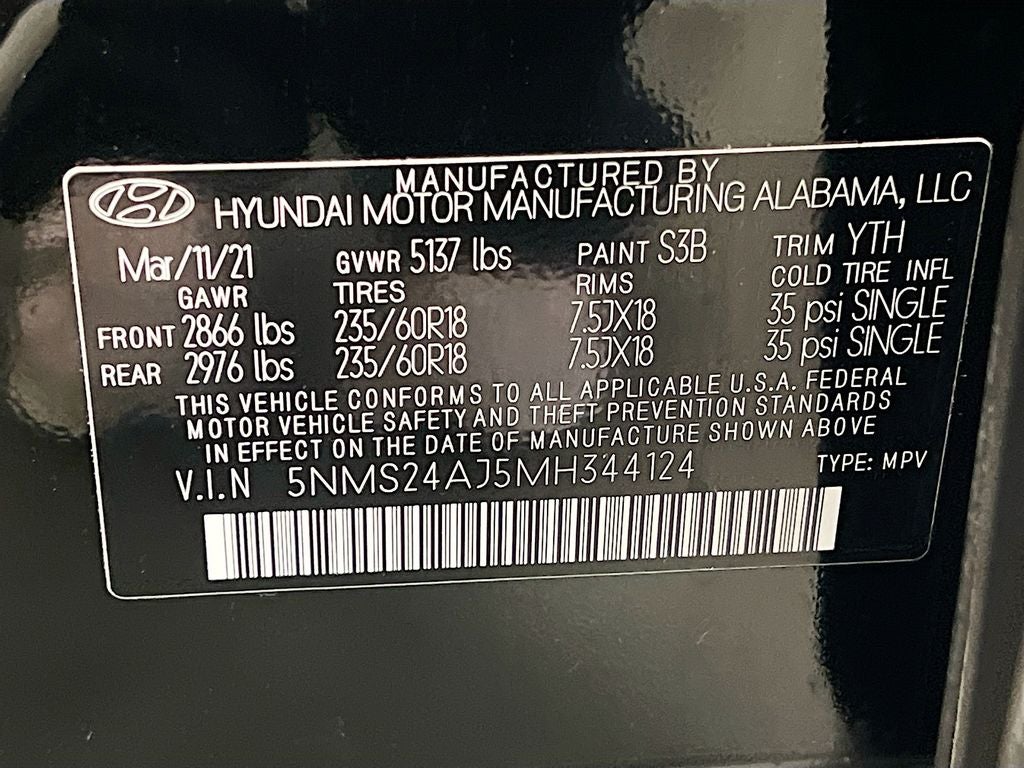 MANUFACTURED BY
HYUNDAI MOTOR MANUFACTURING ALABAMA, LLC
Mar/11/21 GVWR 5137 lbs PAINT S3B TRIM YTH
GAWR TIRES RIMS COLD TIRE INFL
FRONT 2866 lbs 235/60R18 7.5JX18 35 psi SINGLE
REAR 2976 lbs 235/60R18 7.5JX18 35 psi SINGLE
THIS VEHICLE CONFORMS TO ALL APPLICABLE U.S.A. FEDERAL
MOTOR VEHICLE SAFETY AND THEFT PREVENTION STANDARDS
IN EFFECT ON THE DATE OF MANUFACTURE SHOWN ABOVE
V.I.N 5NMS24AJ5MH344124 TYPE: MPV